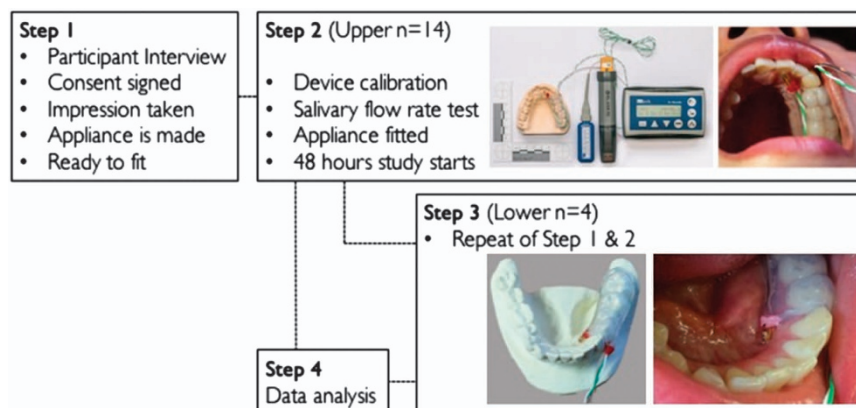 Step 1
• Participant Interview
• Consent signed
• Impression taken
• Appliance is made
• Ready to fit
Step 2 (Upper n=14)
• Device calibration
• Salivary flow rate test
• Appliance fitted
• 48 hours study starts
Step 3 (Lower n=4)
• Repeat of Step 1 & 2
Step 4
Data analysis